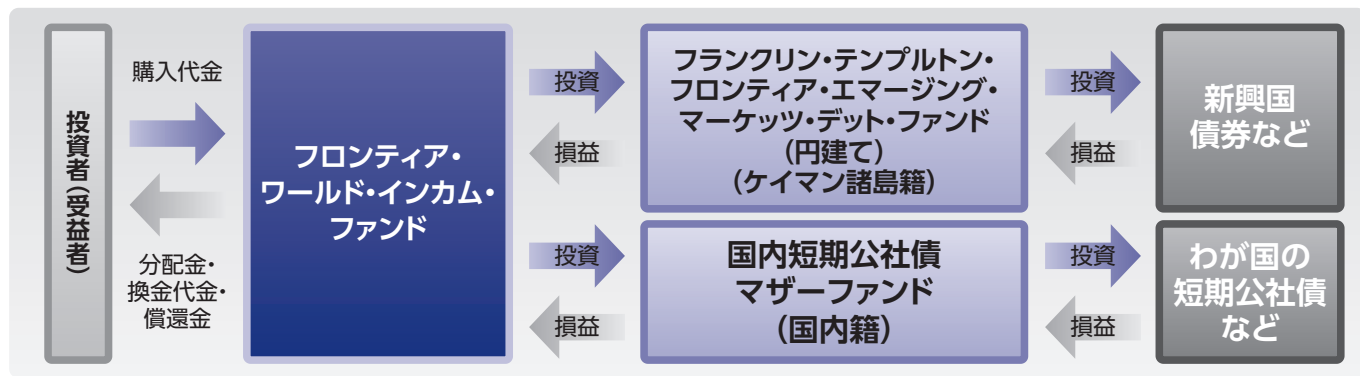 投資者（受益者）
購入代金
分配金・
換金代金・
償還金
フロンティア・
ワールド・インカム・
ファンド
投資
損益
フランクリン・テンプルトン・
フロンティア・エマージング・
マーケッツ・デット・ファンド
（円建て）
（ケイマン諸島籍）
投資
損益
新興国
債券など
投資
損益
国内短期公社債
マザーファンド
（国内籍）
投資
損益
わが国の
短期公社債
など